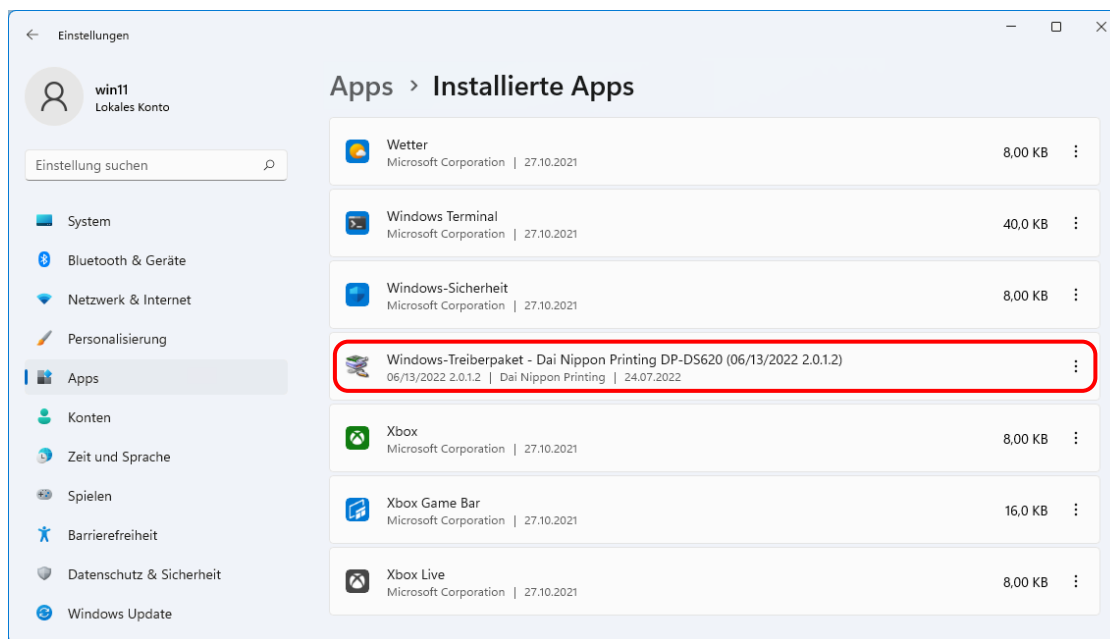 Einstellungen
win11
Lokales Konto
Einstellung suchen
System
Bluetooth & Geräte
Netzwerk & Internet
Personalisierung
Apps
Konten
Zeit und Sprache
Spielen
Barrierefreiheit
Datenschutz & Sicherheit
Windows Update
Apps > Installierte Apps
Wetter
Microsoft Corporation | 27.10.2021
8,00 KB
Windows Terminal
Microsoft Corporation | 27.10.2021
40,0 KB
Windows-Sicherheit
Microsoft Corporation | 27.10.2021
8,00 KB
Windows-Treiberpaket - Dai Nippon Printing DP-DS620 (06/13/2022 2.0.1.2)
06/13/2022 2.0.1.2 | Dai Nippon Printing | 24.07.2022
Xbox
Microsoft Corporation | 27.10.2021
8,00 KB
Xbox Game Bar
Microsoft Corporation | 27.10.2021
16,0 KB
Xbox Live
Microsoft Corporation | 27.10.2021
8,00 KB